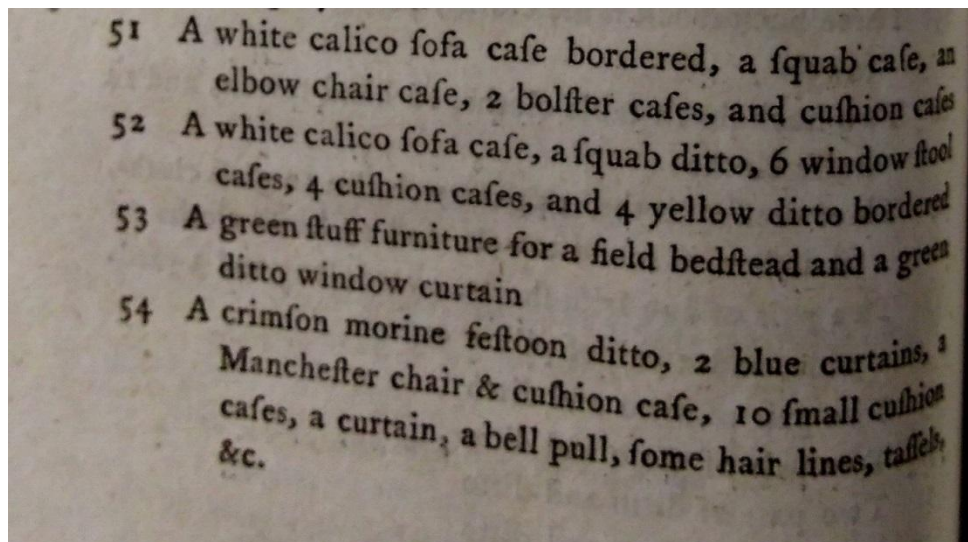 51 A white calico ſofa caſe bordered, a ſquab caſe, an
elbow chair caſe, 2 bolſter caſes, and cuſhion caſes
52 A white calico ſofa caſe, a ſquab ditto, 6 window ſtool
caſes, 4 cuſhion caſes, and 4 yellow ditto bordered
53 A green ſtuff furniture for a field bedſtead and a green
ditto window curtain
54 A crimſon morine feſtoon ditto, 2 blue curtains, 1
Mancheſter chair & cuſhion caſe, 10 ſmall cuſhion
caſes, a curtain, a bell pull, ſome hair lines, taſſels,
&c.